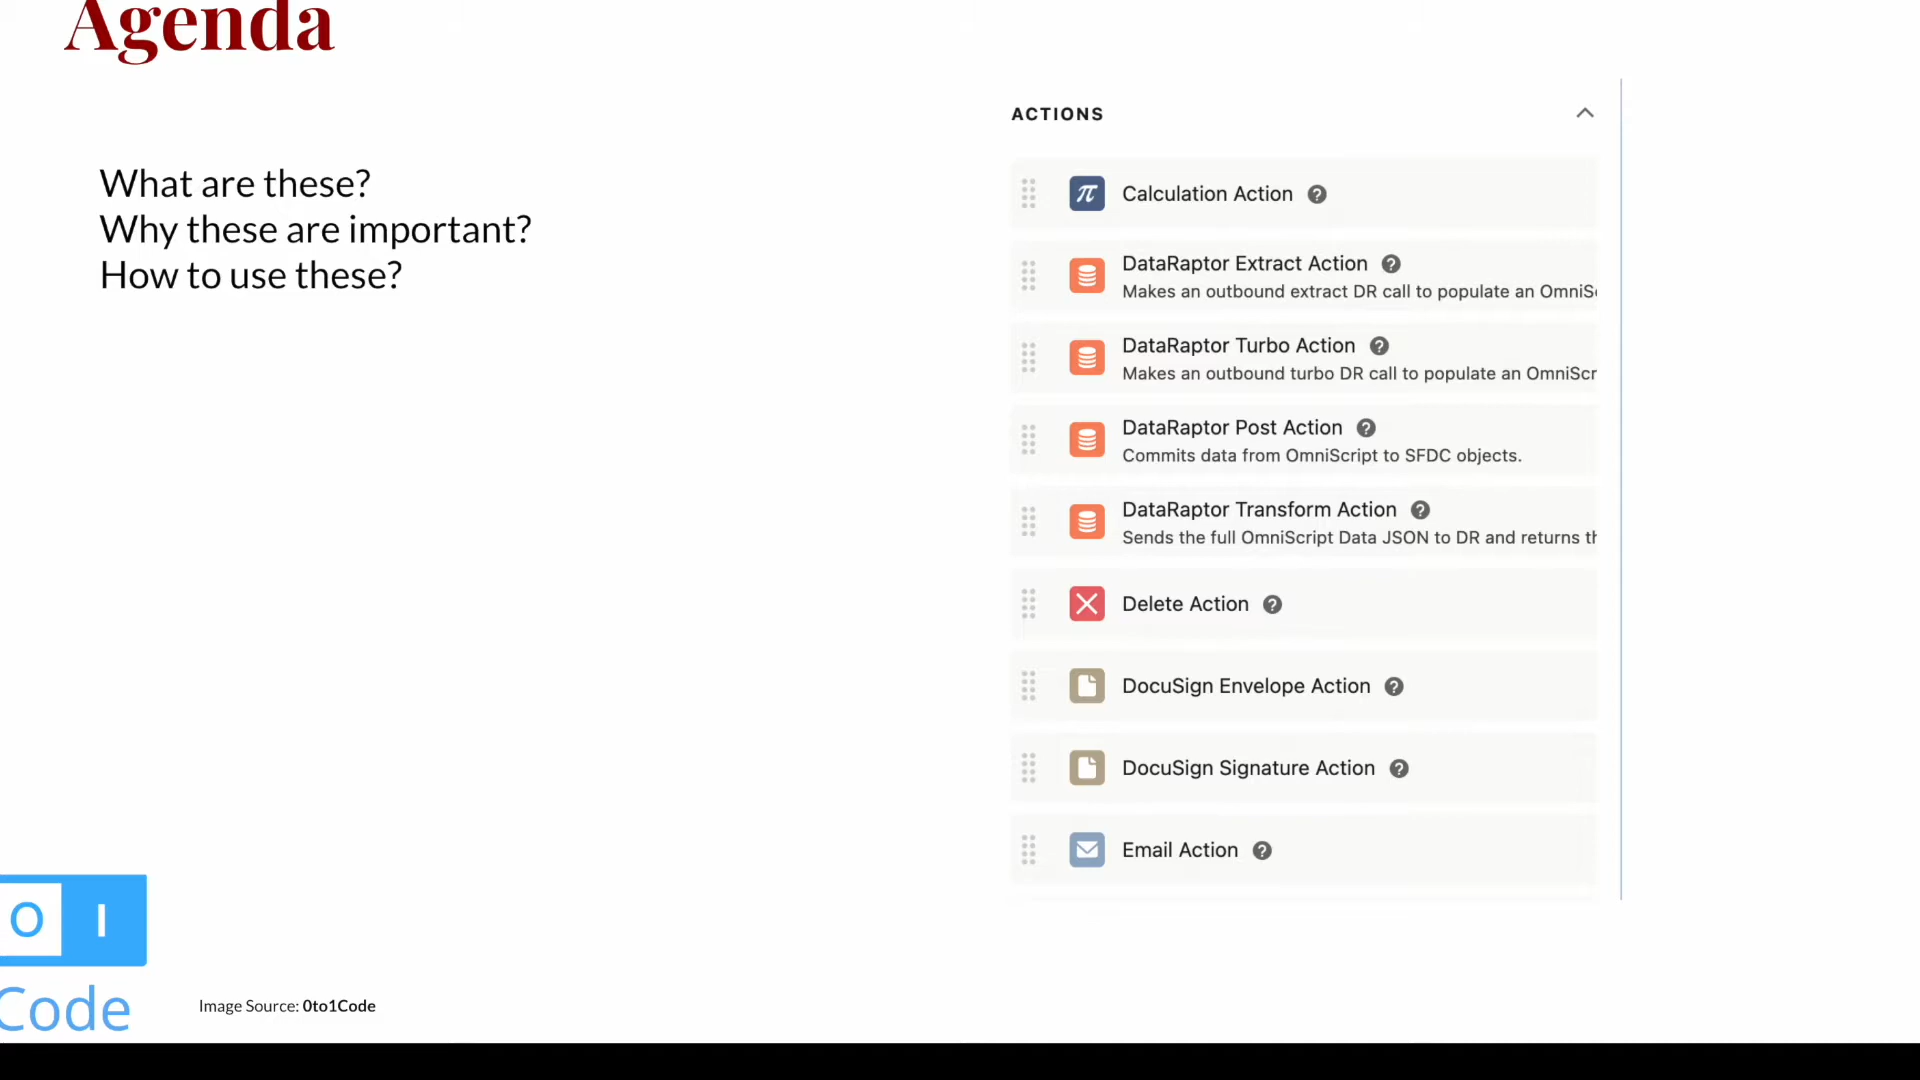 Agenda
What are these?
Why these are important?
How to use these?
ACTIONS
Calculation Action
DataRaptor Extract Action
Makes an outbound extract DR call to populate an OmniSc
DataRaptor Turbo Action
Makes an outbound turbo DR call to populate an OmniScr
DataRaptor Post Action
Commits data from OmniScript to SFDC objects.
DataRaptor Transform Action
Sends the full OmniScript Data JSON to DR and returns th
Delete Action
DocuSign Envelope Action
DocuSign Signature Action
Email Action
O I
Code
Image Source: 0to1Code